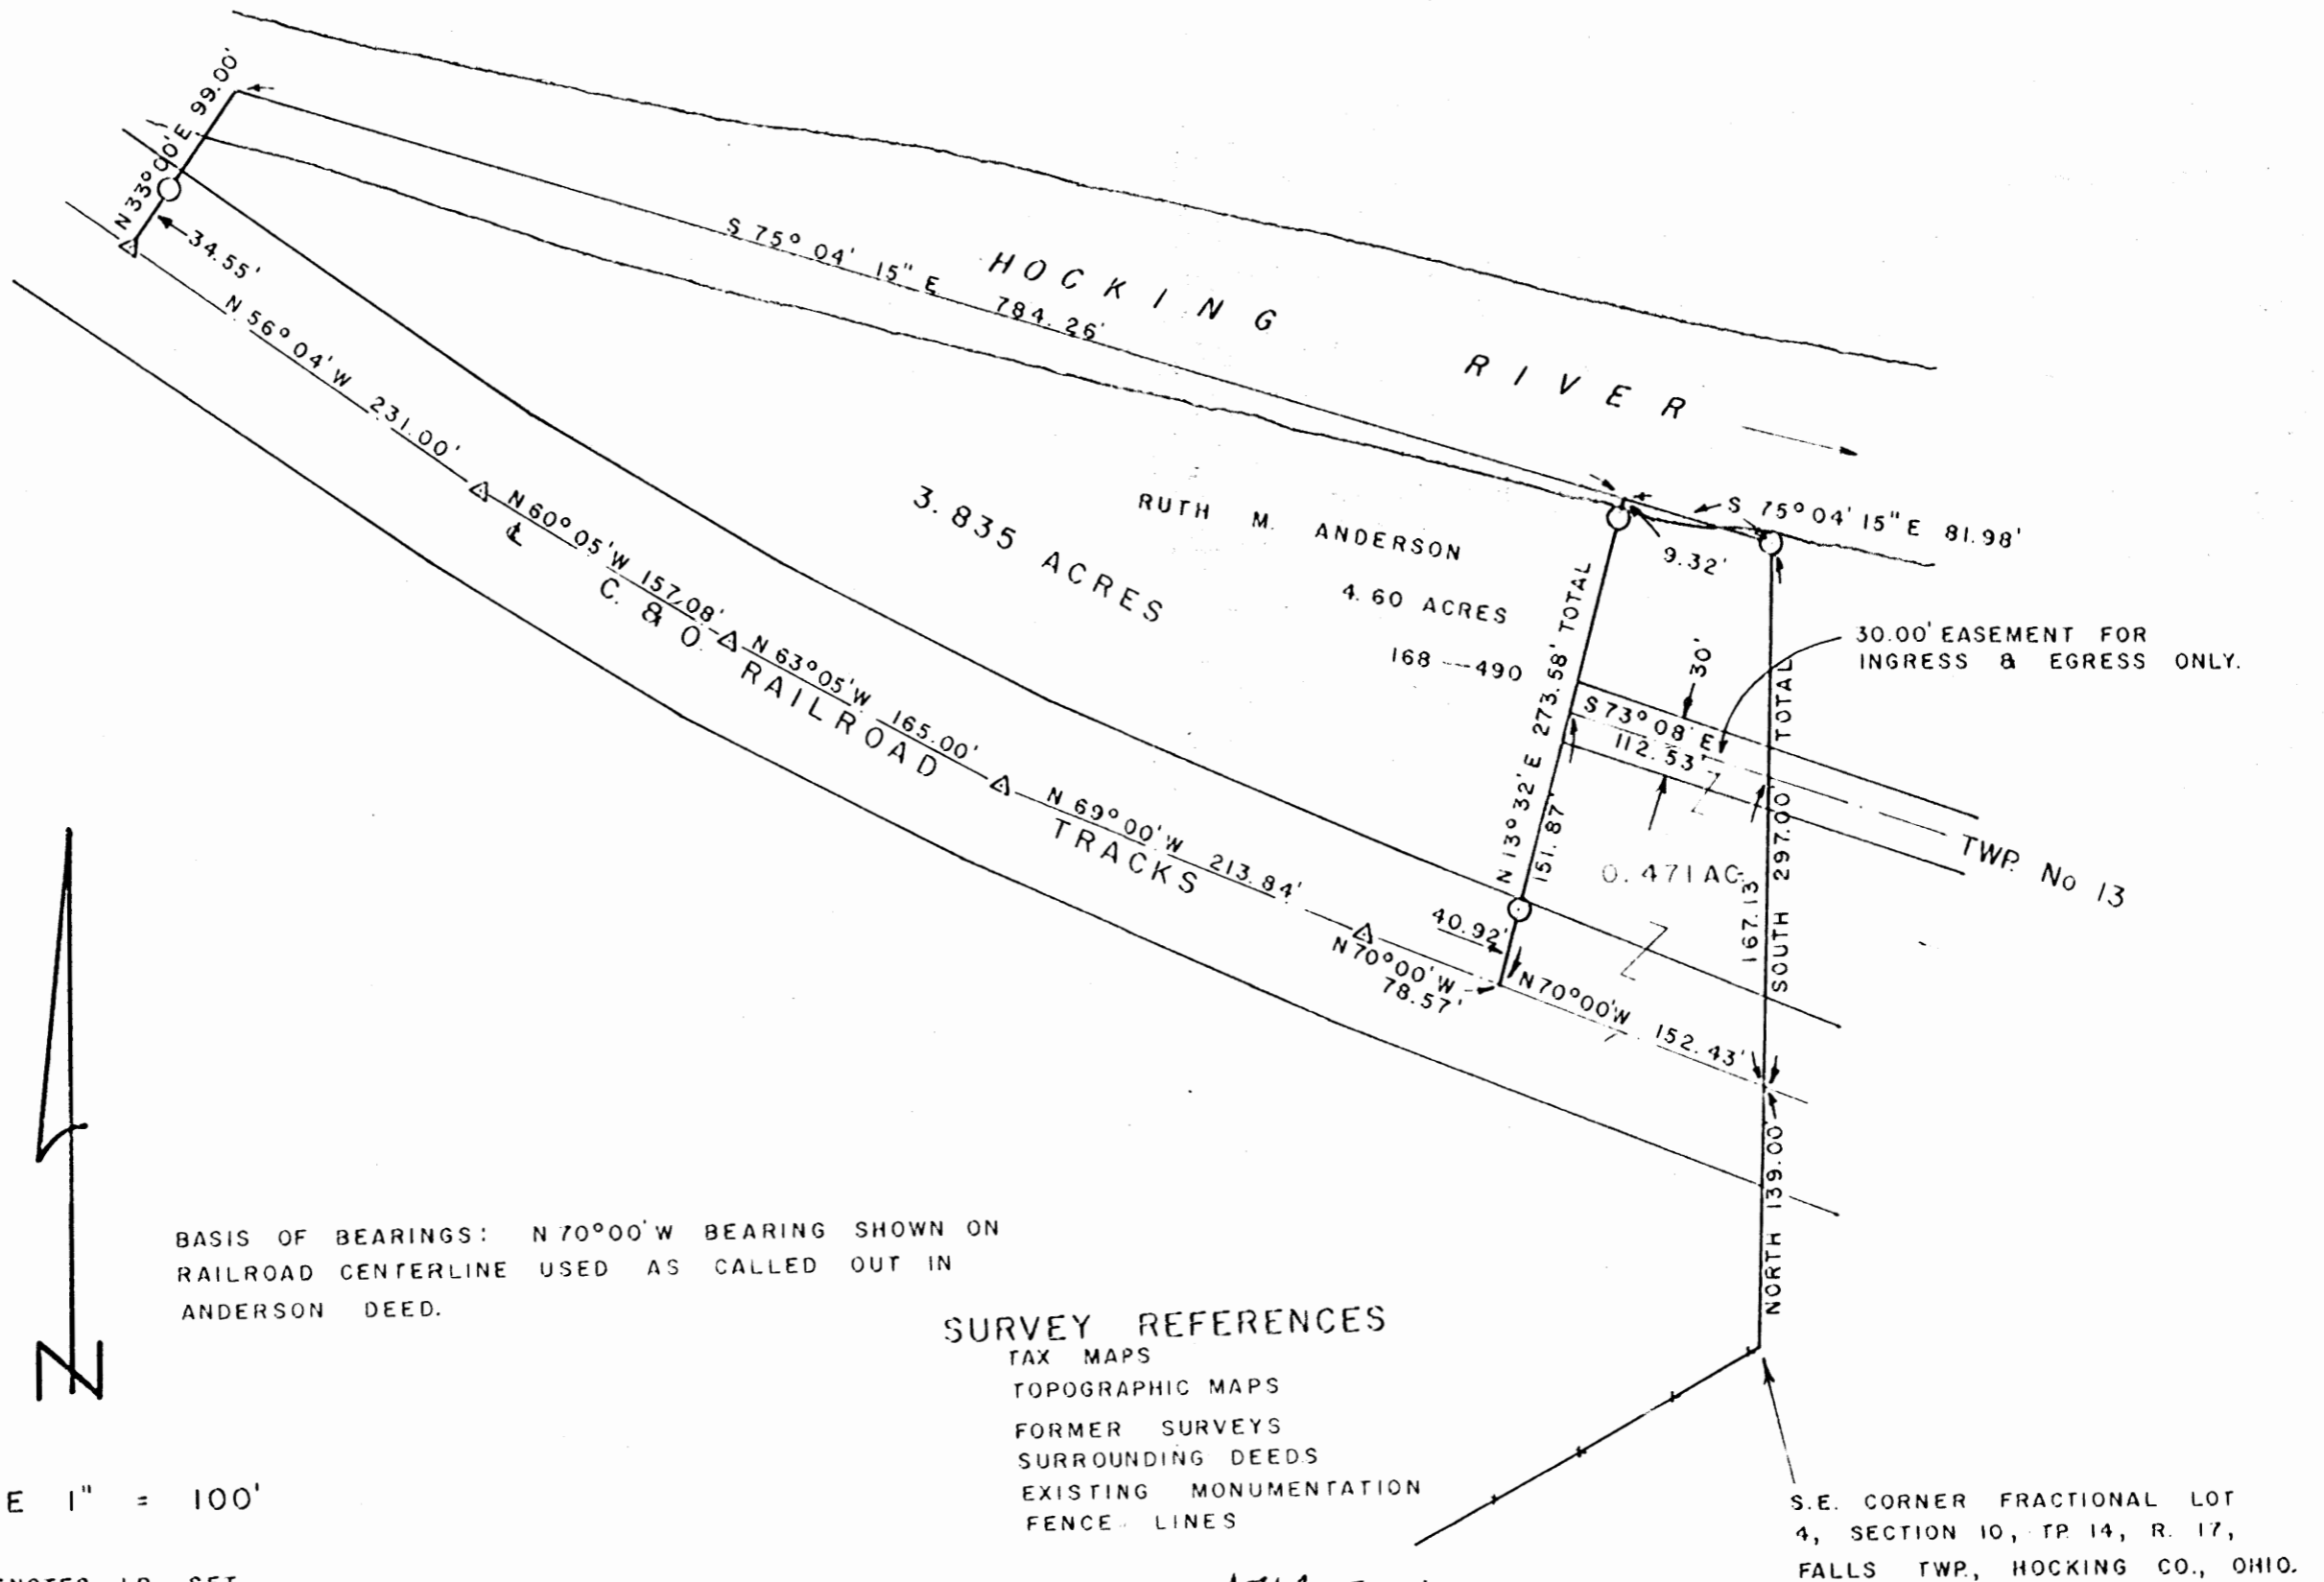 N 33°00' E 99.00'
34.55'
N 56°04' W 231.00'
N 60°05' W 157.08'
N 63°05' W 165.00'
N 69°00' W 213.84'
C. & O. RAILROAD TRACKS
S 75° 04' 15" E 784.26'
HOCKING RIVER
3.835 ACRES
RUTH M. ANDERSON
4.60 ACRES
168---490
S 75°04' 15" E 81.98'
9.32'
N 13°32' E 273.58' TOTAL
151.87'
40.92'
N 70°00' W
78.57'
N 70°00' W 152.43'
30'
S 73°08' E
112.53'
0.471 AC.
167.13
SOUTH 297.00' TOTAL
NORTH 139.00'
30.00' EASEMENT FOR
INGRESS & EGRESS ONLY.
TWP. No 13
BASIS OF BEARINGS: N 70°00' W BEARING SHOWN ON
RAILROAD CENTERLINE USED AS CALLED OUT IN
ANDERSON DEED.
N
SURVEY REFERENCES
TAX MAPS
TOPOGRAPHIC MAPS
FORMER SURVEYS
SURROUNDING DEEDS
EXISTING MONUMENTATION
FENCE LINES
E 1" = 100'
S.E. CORNER FRACTIONAL LOT
4, SECTION 10, TP. 14, R. 17,
FALLS TWP., HOCKING CO., OHIO.